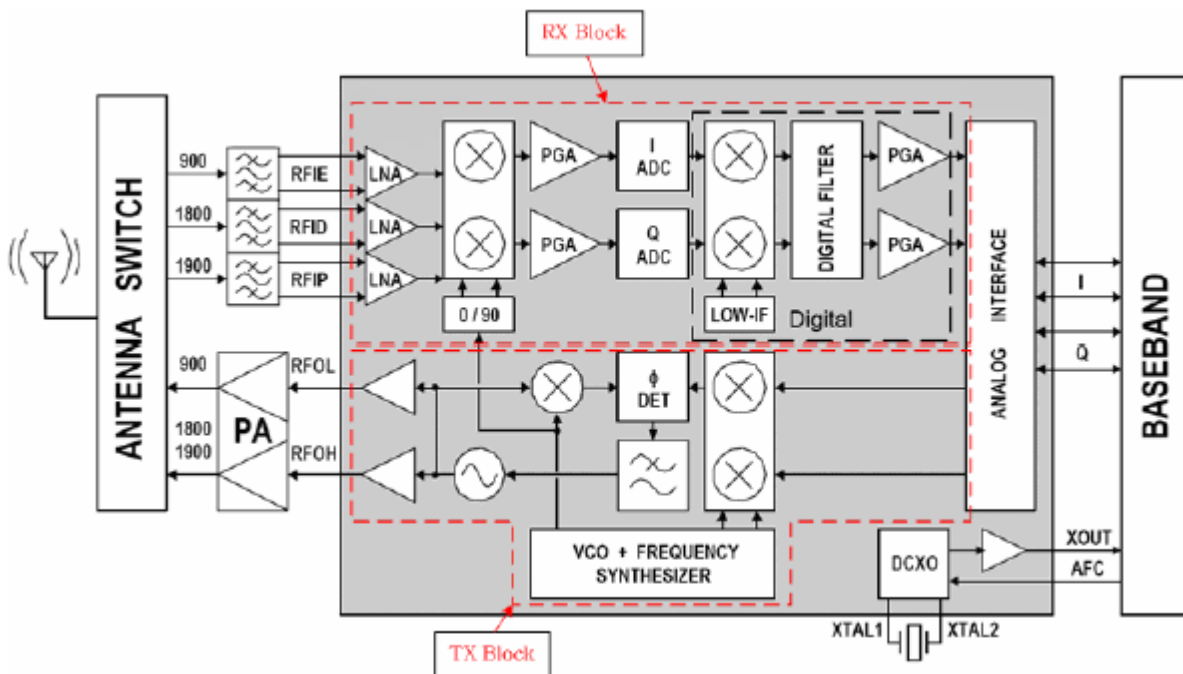 RX Block
ANTENNA SWITCH
900
1800
1900
RFIE
RFID
RFIP
LNA
LNA
LNA
0 / 90
PGA
PGA
I
ADC
Q
ADC
LOW-IF
Digital
DIGITAL FILTER
PGA
PGA
ANALOG INTERFACE
I
Q̄
BASEBAND
900
1800
1900
PA
RFOL
RFOH
ϕ
DET
VCO + FREQUENCY
SYNTHESIZER
DCXO
XOUT
AFC
XTAL1
XTAL2
TX Block